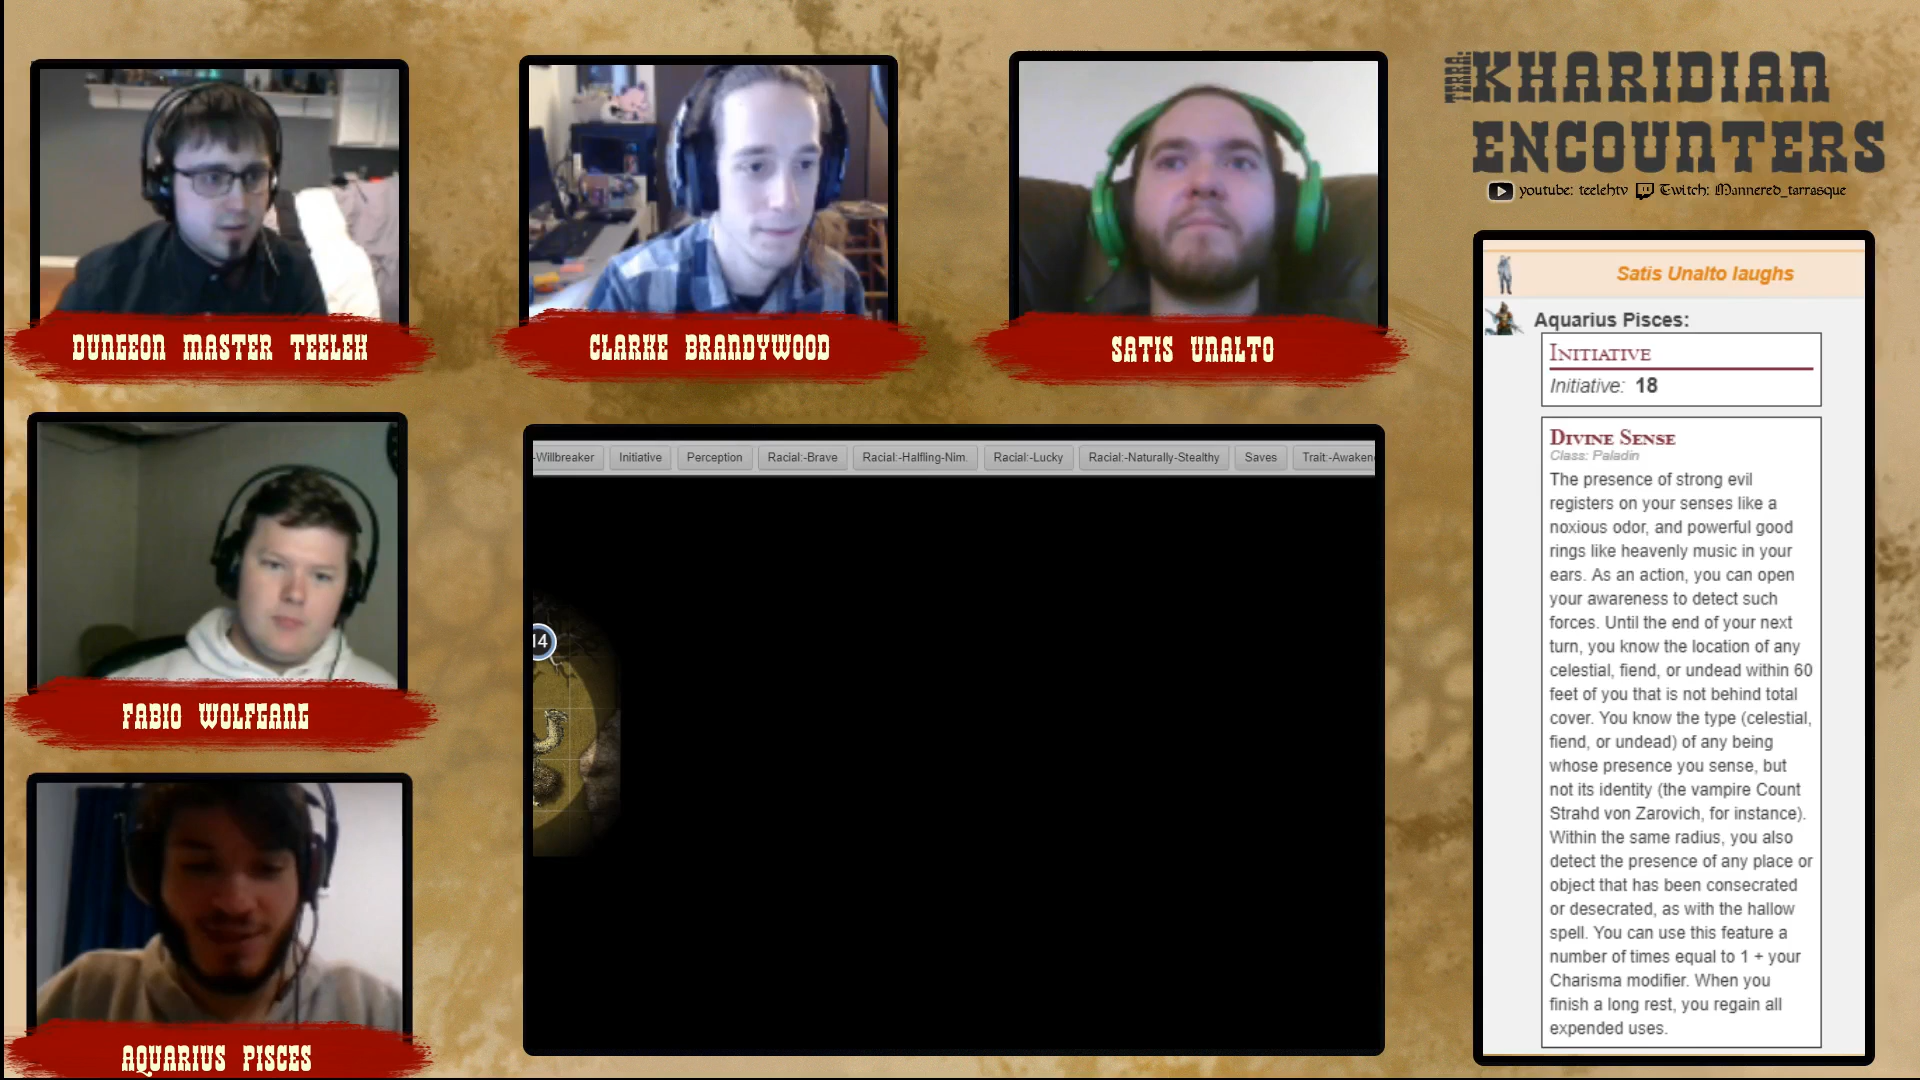 KHARIDIAN
ENCOUNTERS
youtube: teelehtv Twitch: Mannered_tarrasque
DUNGEON MASTER TEELEH
CLARKE BRANDYWOOD
SATIS UNALTO
FABIO WOLFGANG
AQUARIUS PISCES
-Willbreaker Initiative Perception Racial:-Brave Racial:-Halfling-Nim. Racial:-Lucky Racial:-Naturally-Stealthy Saves Trait:-Awaken
14
Satis Unalto laughs
Aquarius Pisces:
INITIATIVE
Initiative: 18
DIVINE SENSE
Class: Paladin
The presence of strong evil
registers on your senses like a
noxious odor, and powerful good
rings like heavenly music in your
ears. As an action, you can open
your awareness to detect such
forces. Until the end of your next
turn, you know the location of any
celestial, fiend, or undead within 60
feet of you that is not behind total
cover. You know the type (celestial,
fiend, or undead) of any being
whose presence you sense, but
not its identity (the vampire Count
Strahd von Zarovich, for instance).
Within the same radius, you also
detect the presence of any place or
object that has been consecrated
or desecrated, as with the hallow
spell. You can use this feature a
number of times equal to 1 + your
Charisma modifier. When you
finish a long rest, you regain all
expended uses.